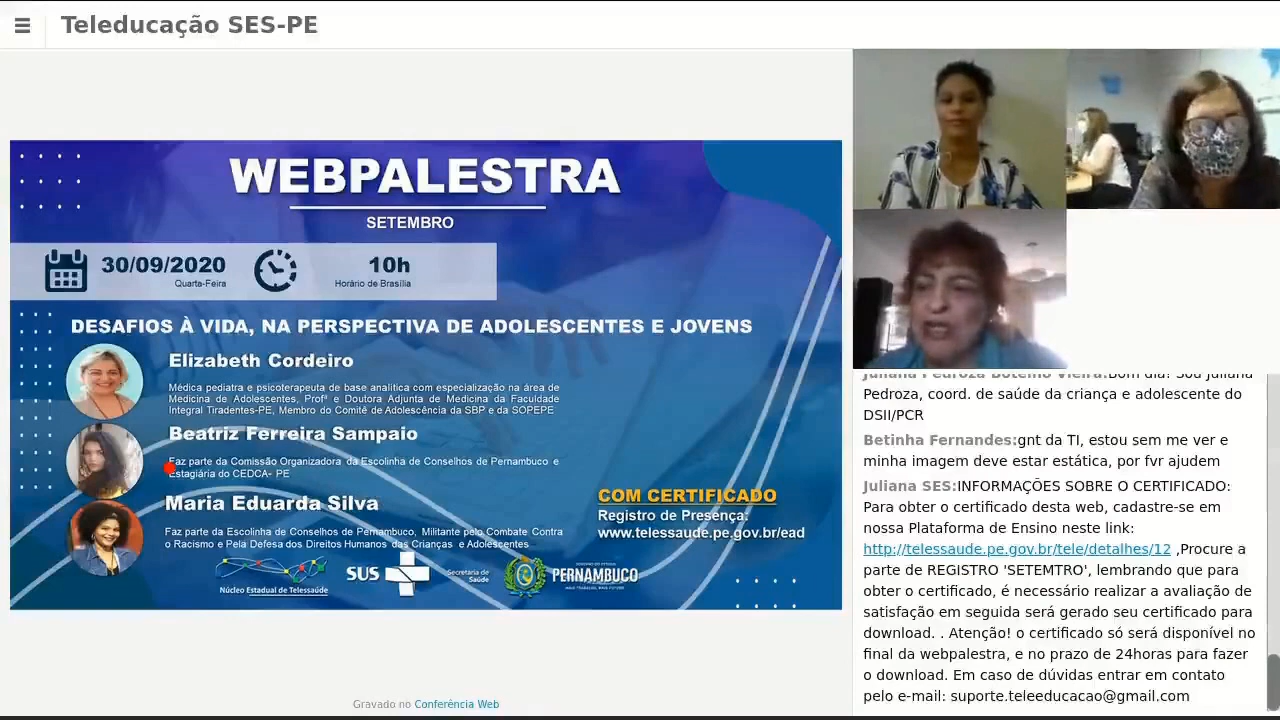 Teleducação SES-PE
WEBPALESTRA
SETEMBRO
30/09/2020
Quarta-Feira
10h
Horário de Brasília
DESAFIOS À VIDA, NA PERSPECTIVA DE ADOLESCENTES E JOVENS
Elizabeth Cordeiro
Médica pediatra e psicoterapeuta de base analítica com especialização na área de
Medicina de Adolescentes, Profª e Doutora Adjunta de Medicina da Faculdade
Integral Tiradentes-PE, Membro do Comitê de Adolescência da SBP e da SOPEPE
Beatriz Ferreira Sampaio
Faz parte da Comissão Organizadora da Escolinha de Conselhos de Pernambuco e
Estagiária do CEDCA- PE
Maria Eduarda Silva
Faz parte da Escolinha de Conselhos de Pernambuco, Militante pelo Combate Contra
o Racismo e Pela Defesa dos Direitos Humanos das Crianças e Adolescentes
COM CERTIFICADO
Registro de Presença:
www.telessaude.pe.gov.br/ead
Núcleo Estadual de Telessaúde
SUS
Secretaria de
Saúde
PERNAMBUCO
Gravado no Conferência Web
Juliana Pedroza Botelho Vieira:Bom dia! Sou Juliana
Pedroza, coord. de saúde da criança e adolescente do
DSII/PCR
Betinha Fernandes:gnt da TI, estou sem me ver e
minha imagem deve estar estática, por fvr ajudem
Juliana SES:INFORMAÇÕES SOBRE O CERTIFICADO:
Para obter o certificado desta web, cadastre-se em
nossa Plataforma de Ensino neste link:
http://telessaude.pe.gov.br/tele/detalhes/12 ,Procure a
parte de REGISTRO 'SETEMTRO', lembrando que para
obter o certificado, é necessário realizar a avaliação de
satisfação em seguida será gerado seu certificado para
download. . Atenção! o certificado só será disponível no
final da webpalestra, e no prazo de 24horas para fazer
o download. Em caso de dúvidas entrar em contato
pelo e-mail: suporte.teleeducacao@gmail.com